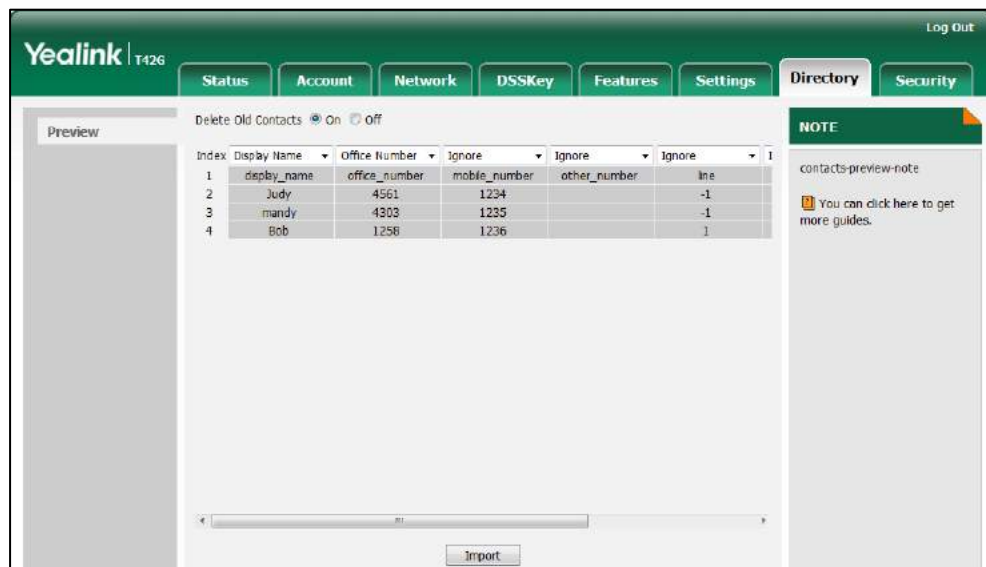 Log Out
Yealink T42G
Status Account Network DSSKey Features Settings Directory Security
Preview
Delete Old Contacts On Off
NOTE
Index Display Name Office Number Ignore Ignore Ignore
1 display_name office_number mobile_number other_number line
2 Judy 4561 1234 -1
3 mandy 4303 1235 -1
4 Bob 1258 1236 1
contacts-preview-note
You can click here to get
more guides.
Import